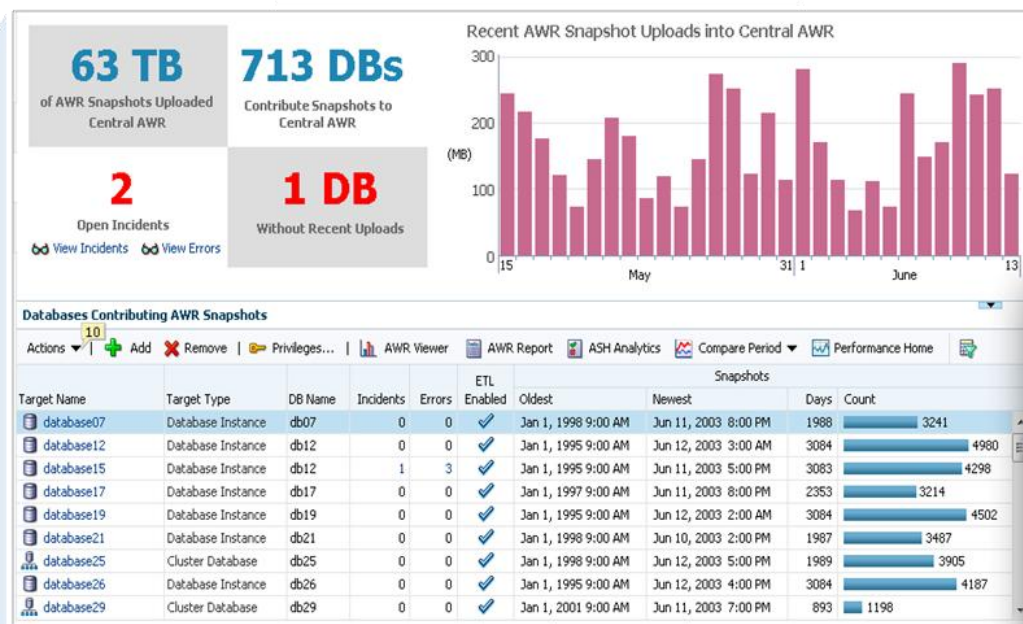 63 TB
of AWR Snapshots Uploaded
Central AWR
713 DBs
Contribute Snapshots to
Central AWR
2
Open Incidents
View Incidents View Errors
1 DB
Without Recent Uploads
Recent AWR Snapshot Uploads into Central AWR
300
200
(MB)
100
0
15 31 1 13
May June
Databases Contributing AWR Snapshots
10
Actions Add Remove Privileges... AWR Viewer AWR Report ASH Analytics Compare Period Performance Home
ETL Snapshots
Target Name Target Type DB Name Incidents Errors Enabled Oldest Newest Days Count
database07 Database Instance db07 0 0 Jan 1, 1998 9:00 AM Jun 11, 2003 8:00 PM 1988 3241
database12 Database Instance db12 0 0 Jan 1, 1995 9:00 AM Jun 12, 2003 3:00 AM 3084 4980
database15 Database Instance db12 1 3 Jan 1, 1995 9:00 AM Jun 11, 2003 5:00 PM 3083 4298
database17 Database Instance db17 0 0 Jan 1, 1997 9:00 AM Jun 11, 2003 8:00 PM 2353 3214
database19 Database Instance db19 0 0 Jan 1, 1995 9:00 AM Jun 12, 2003 2:00 AM 3084 4502
database21 Database Instance db21 0 0 Jan 1, 1998 9:00 AM Jun 10, 2003 2:00 PM 1987 3487
database25 Cluster Database db25 0 0 Jan 1, 1998 9:00 AM Jun 12, 2003 5:00 PM 1989 3905
database26 Database Instance db26 0 0 Jan 1, 1995 9:00 AM Jun 12, 2003 4:00 PM 3084 4187
database29 Cluster Database db29 0 0 Jan 1, 2001 9:00 AM Jun 11, 2003 7:00 PM 893 1198